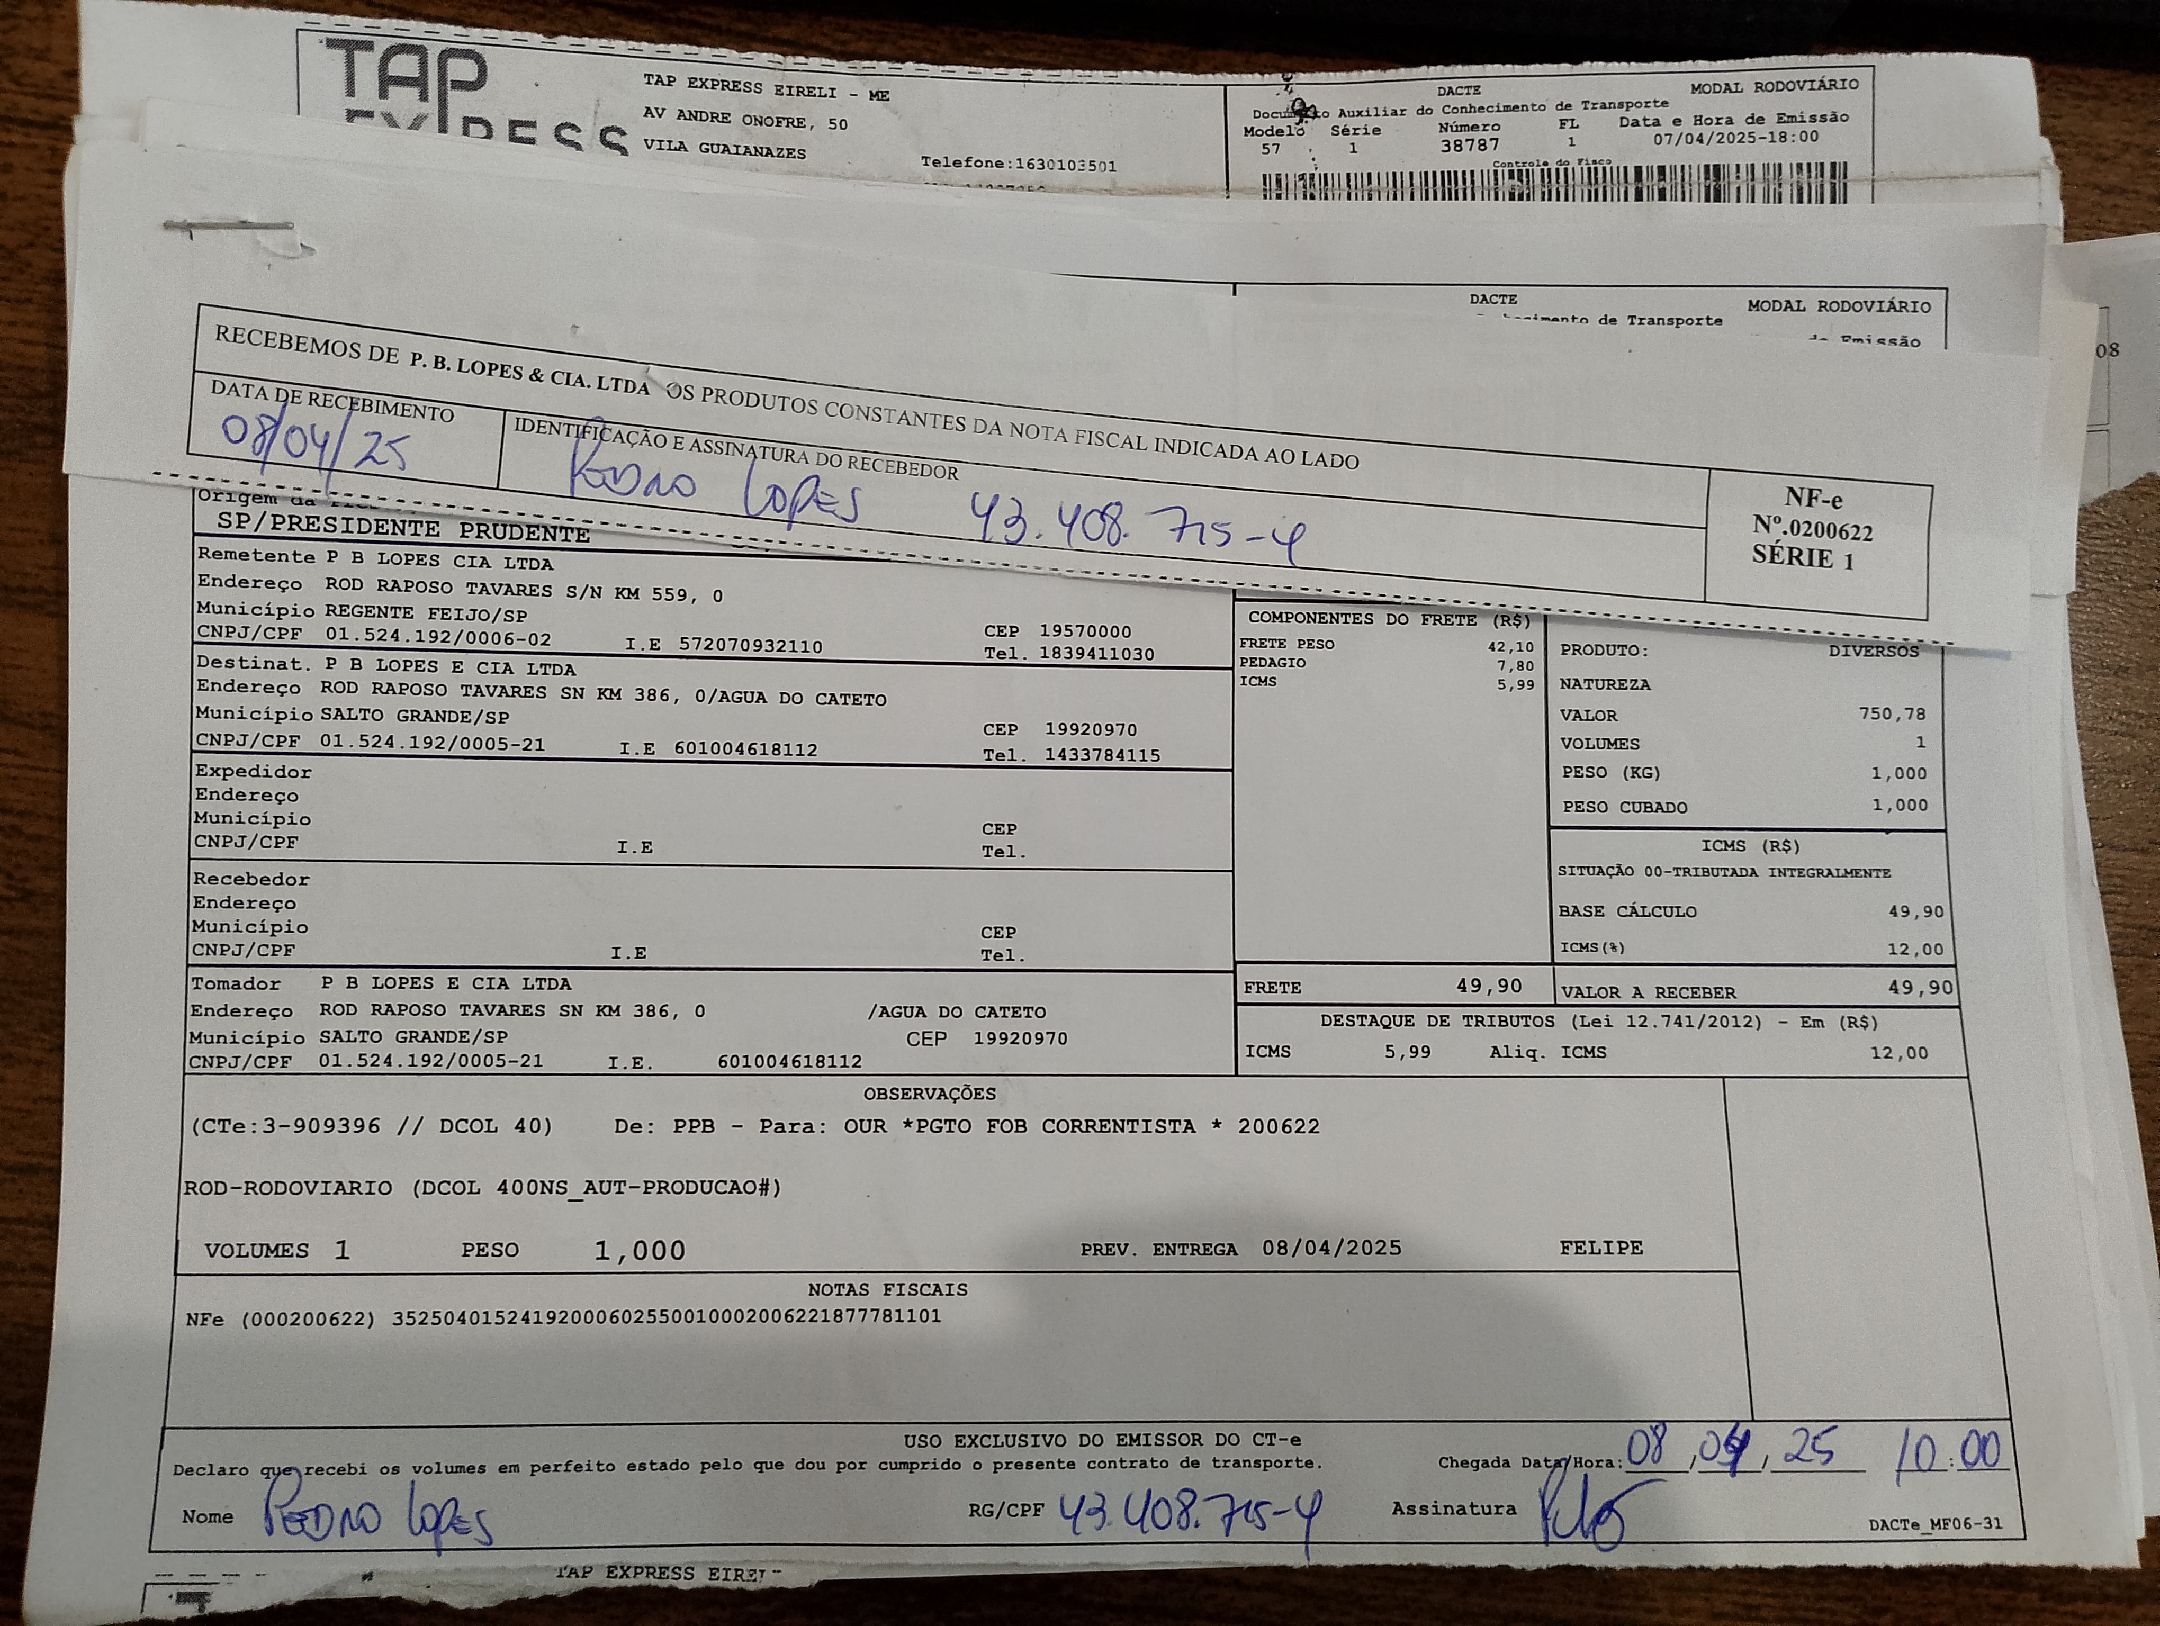 TAP
EXPRESS
TAP EXPRESS EIRELI - ME
AV ANDRE ONOFRE, 50
VILA GUAIANAZES
Telefone:1630103501
DACTE MODAL RODOVIÁRIO
Documento Auxiliar do Conhecimento de Transporte
Modelo Série Número FL Data e Hora de Emissão
57 1 38787 1 07/04/2025-18:00
Controle do Fisco
DACTE MODAL RODOVIÁRIO
de Transporte
Emissão
08
RECEBEMOS DE P. B. LOPES & CIA. LTDA OS PRODUTOS CONSTANTES DA NOTA FISCAL INDICADA AO LADO
DATA DE RECEBIMENTO
08/04/25
IDENTIFICAÇÃO E ASSINATURA DO RECEBEDOR
PEDRO LOPES 43.408.715-4
NF-e
Nº.0200622
SÉRIE 1
Origem da
SP/PRESIDENTE PRUDENTE
Remetente P B LOPES CIA LTDA
Endereço ROD RAPOSO TAVARES S/N KM 559, 0
Município REGENTE FEIJO/SP
CEP 19570000
CNPJ/CPF 01.524.192/0006-02 I.E 572070932110 Tel. 1839411030
Destinat. P B LOPES E CIA LTDA
Endereço ROD RAPOSO TAVARES SN KM 386, 0/AGUA DO CATETO
Município SALTO GRANDE/SP CEP 19920970
CNPJ/CPF 01.524.192/0005-21 I.E 601004618112 Tel. 1433784115
Expedidor
Endereço
Município CEP
CNPJ/CPF I.E Tel.
Recebedor
Endereço
Município CEP
CNPJ/CPF I.E Tel.
Tomador P B LOPES E CIA LTDA
Endereço ROD RAPOSO TAVARES SN KM 386, 0 /AGUA DO CATETO
Município SALTO GRANDE/SP CEP 19920970
CNPJ/CPF 01.524.192/0005-21 I.E. 601004618112
COMPONENTES DO FRETE (R$)
FRETE PESO 42,10
PEDAGIO 7,80
ICMS 5,99
PRODUTO: DIVERSOS
NATUREZA
VALOR 750,78
VOLUMES 1
PESO (KG) 1,000
PESO CUBADO 1,000
ICMS (R$)
SITUAÇÃO 00-TRIBUTADA INTEGRALMENTE
BASE CÁLCULO 49,90
ICMS(%) 12,00
FRETE 49,90 VALOR A RECEBER 49,90
DESTAQUE DE TRIBUTOS (Lei 12.741/2012) - Em (R$)
ICMS 5,99 Aliq. ICMS 12,00
OBSERVAÇÕES
(CTe:3-909396 // DCOL 40) De: PPB - Para: OUR *PGTO FOB CORRENTISTA * 200622
ROD-RODOVIARIO (DCOL 400NS_AUT-PRODUCAO#)
VOLUMES 1 PESO 1,000 PREV. ENTREGA 08/04/2025 FELIPE
NOTAS FISCAIS
NFe (000200622) 35250401524192000602550010002006221877781101
USO EXCLUSIVO DO EMISSOR DO CT-e
Declaro que recebi os volumes em perfeito estado pelo que dou por cumprido o presente contrato de transporte. Chegada Data/Hora: 08,04,25 10:00
Nome PEDRO LOPES RG/CPF 43.408.715-4 Assinatura
DACTe_MF06-31
TAP EXPRESS